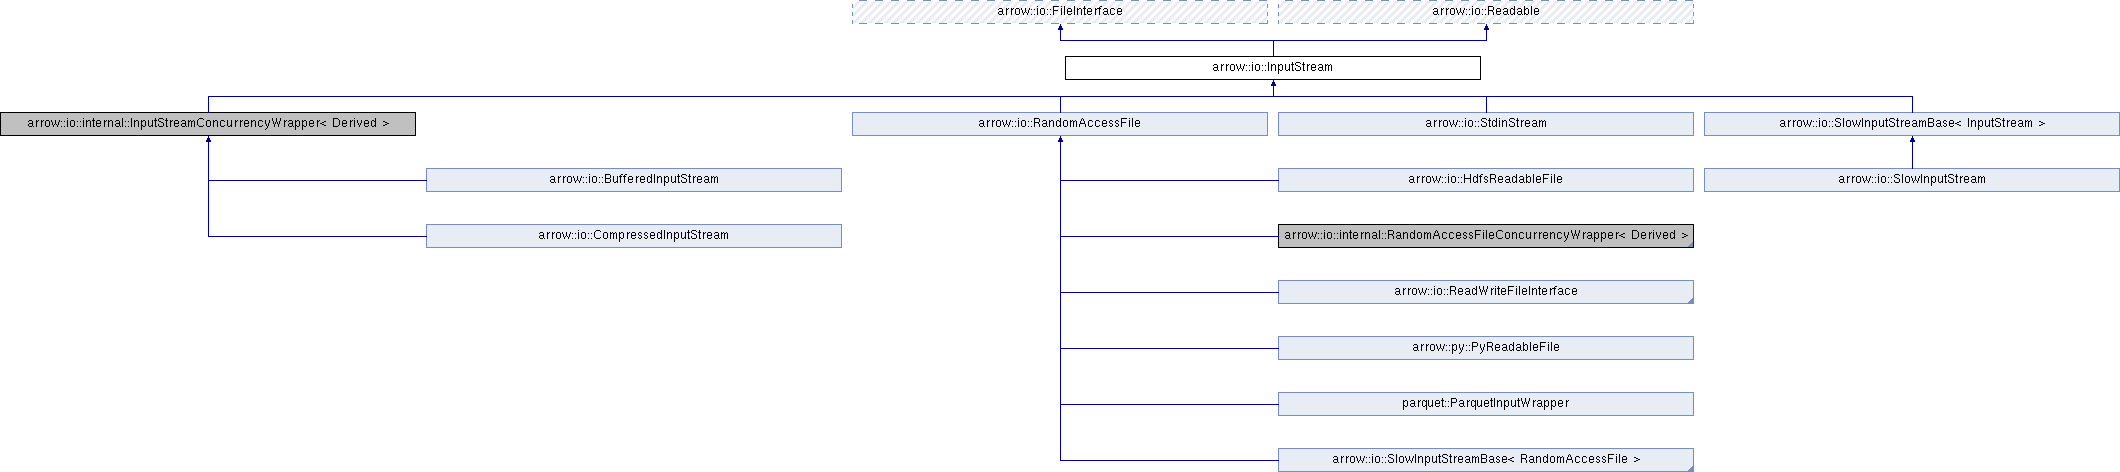 arrow::io::FileInterface
arrow::io::Readable
arrow::io::InputStream
arrow::io::internal::InputStreamConcurrencyWrapper< Derived >
arrow::io::RandomAccessFile
arrow::io::StdinStream
arrow::io::SlowInputStreamBase< InputStream >
arrow::io::BufferedInputStream
arrow::io::HdfsReadableFile
arrow::io::SlowInputStream
arrow::io::CompressedInputStream
arrow::io::internal::RandomAccessFileConcurrencyWrapper< Derived >
arrow::io::ReadWriteFileInterface
arrow::py::PyReadableFile
parquet::ParquetInputWrapper
arrow::io::SlowInputStreamBase< RandomAccessFile >